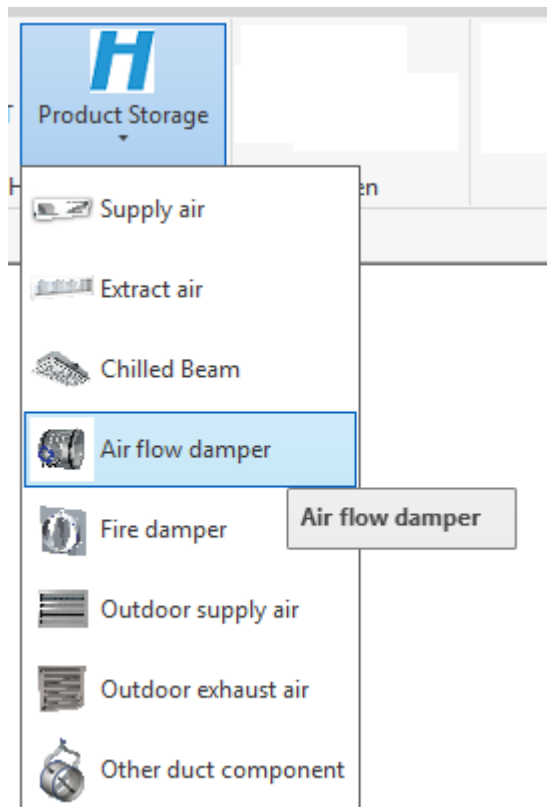 H
Product Storage
H
en
Supply air
Extract air
Chilled Beam
Air flow damper
Air flow damper
Fire damper
Outdoor supply air
Outdoor exhaust air
Other duct component